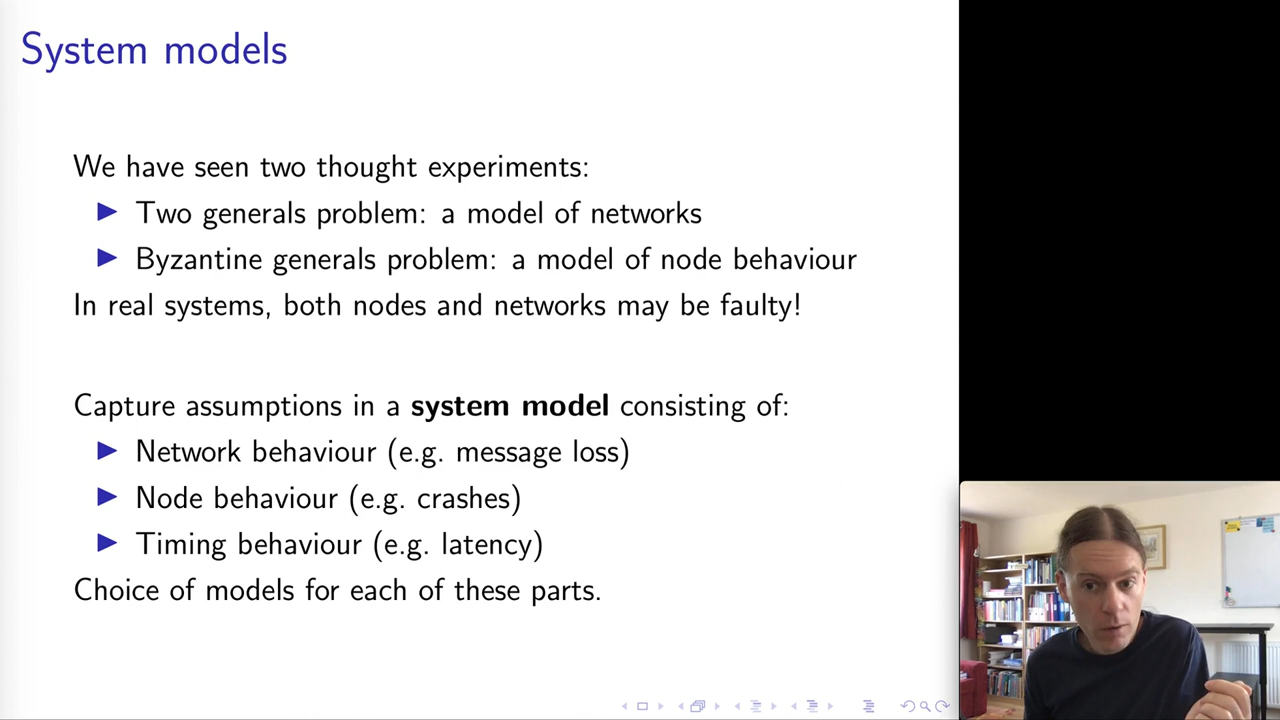 System models
We have seen two thought experiments:
Two generals problem: a model of networks
Byzantine generals problem: a model of node behaviour
In real systems, both nodes and networks may be faulty!
Capture assumptions in a system model consisting of:
Network behaviour (e.g. message loss)
Node behaviour (e.g. crashes)
Timing behaviour (e.g. latency)
Choice of models for each of these parts.